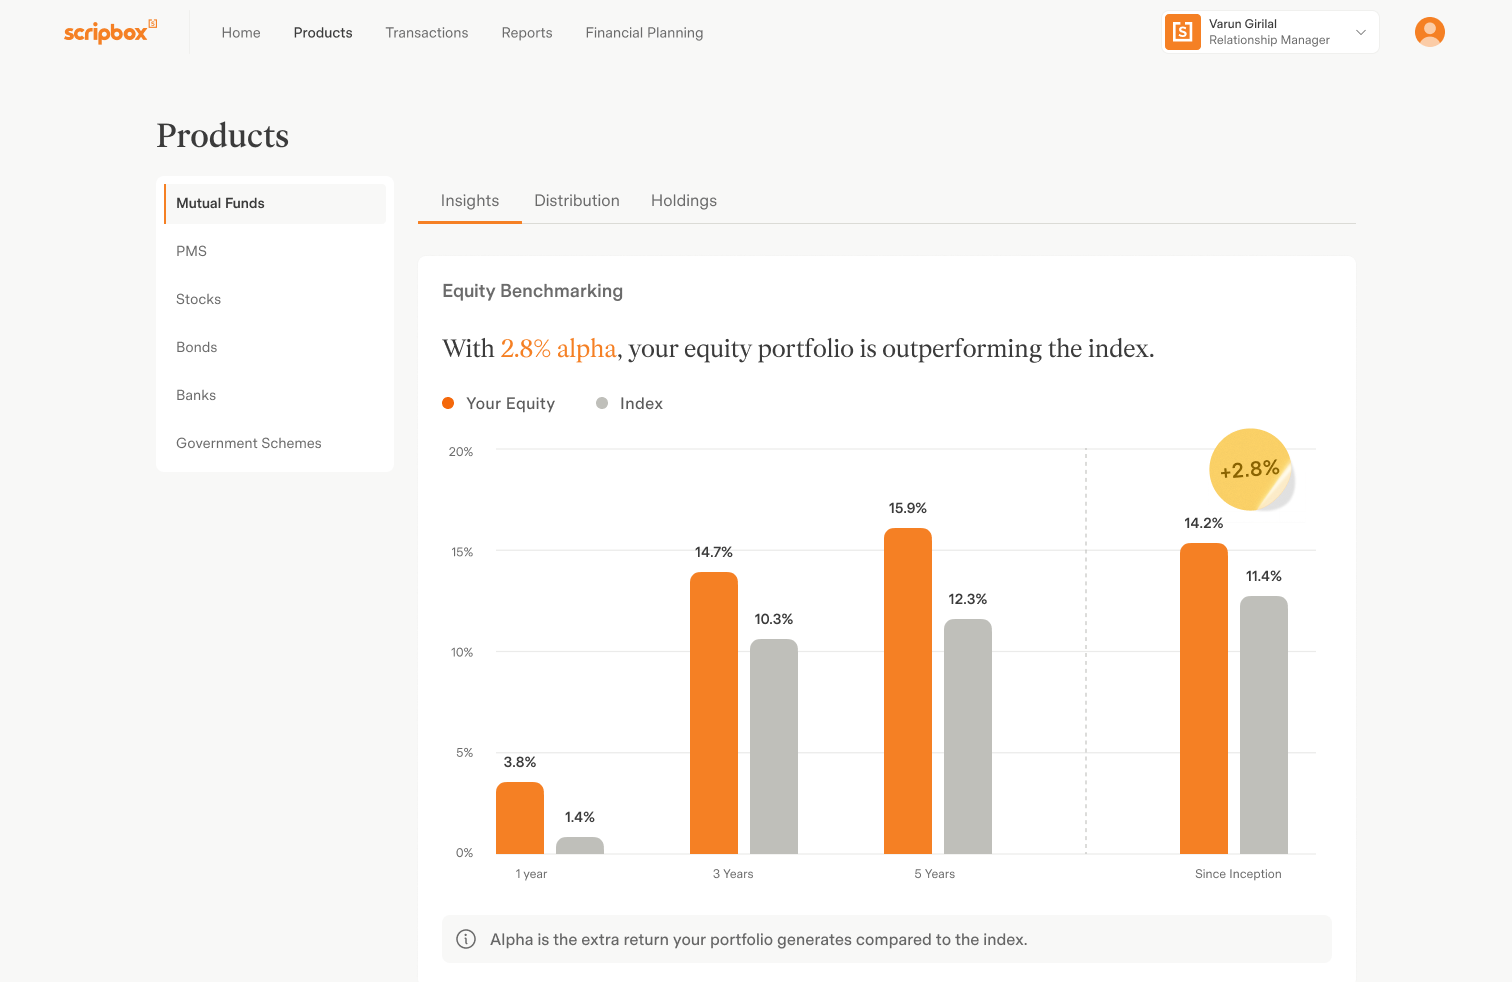 scripbox [s]
Home Products Transactions Reports Financial Planning
[S] Varun Girilal
Relationship Manager
Products
Mutual Funds
PMS
Stocks
Bonds
Banks
Government Schemes
Insights Distribution Holdings
Equity Benchmarking
With 2.8% alpha, your equity portfolio is outperforming the index.
Your Equity Index
20%
15%
10%
5%
0%
3.8%
1.4%
14.7%
10.3%
15.9%
12.3%
+2.8%
14.2%
11.4%
1 year 3 Years 5 Years Since Inception
Alpha is the extra return your portfolio generates compared to the index.